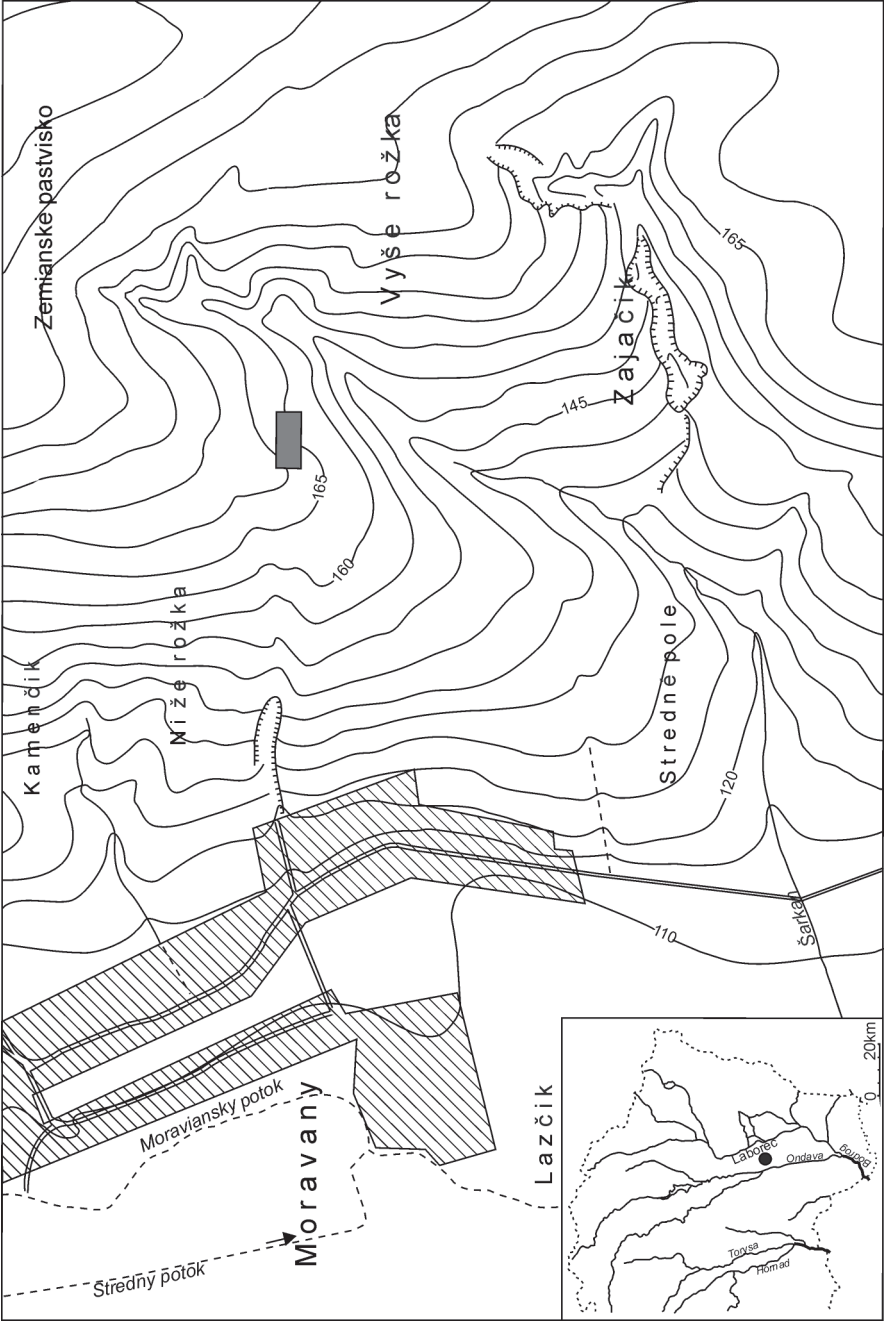 Zemianske pastvisko
Vyše rožka
165
Zajačik
145
165
160
Kamenčik
Niže rožka
Stredné pole
120
110
Šarkan
Moraviansky potok
Moravany
Lazčik
Stredny potok
0 20km
Laborec
Ondava
Bodrog
Torysa
Hornad